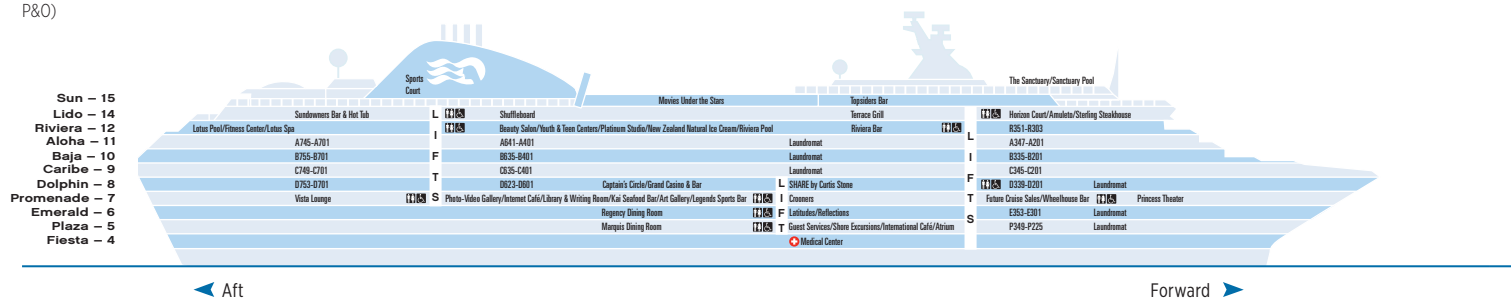 P&O)
Sports
Court
The Sanctuary/Sanctuary Pool
Sun – 15 Movies Under the Stars Topsiders Bar
Lido – 14 Sundowners Bar & Hot Tub Shuffleboard Terrace Grill Horizon Court/Amuleto/Sterling Steakhouse
Riviera – 12 Lotus Pool/Fitness Center/Lotus Spa Beauty Salon/Youth & Teen Centers/Platinum Studio/New Zealand Natural Ice Cream/Riviera Pool Riviera Bar R351-R303
Aloha – 11 A745-A701 A641-A401 Laundromat A347-A201
Baja – 10 B755-B701 B635-B401 Laundromat B335-B201
Caribe – 9 C749-C701 C635-C401 Laundromat C345-C201
Dolphin – 8 D753-D701 D623-D601 Captain's Circle/Grand Casino & Bar SHARE by Curtis Stone D339-D201 Laundromat
Promenade – 7 Vista Lounge Photo-Video Gallery/Internet Café/Library & Writing Room/Kai Seafood Bar/Art Gallery/Legends Sports Bar Crooners Future Cruise Sales/Wheelhouse Bar Princess Theater
Emerald – 6 Regency Dining Room Latitudes/Reflections E353-E301 Laundromat
Plaza – 5 Marquis Dining Room Guest Services/Shore Excursions/International Café/Atrium P349-P225 Laundromat
Fiesta – 4 Medical Center
LIFTS
LIFT
LIFTS
Aft Forward